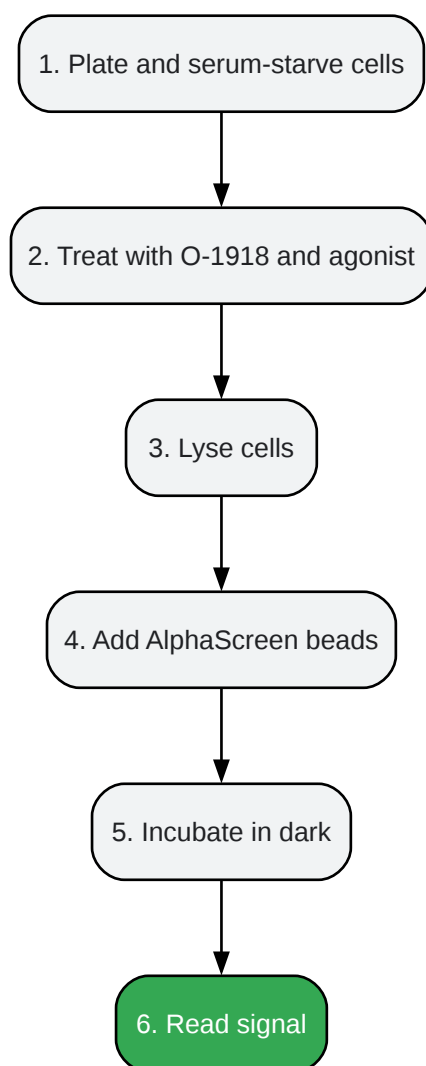 1. Plate and serum-starve cells
2. Treat with O-1918 and agonist
3. Lyse cells
4. Add AlphaScreen beads
5. Incubate in dark
6. Read signal